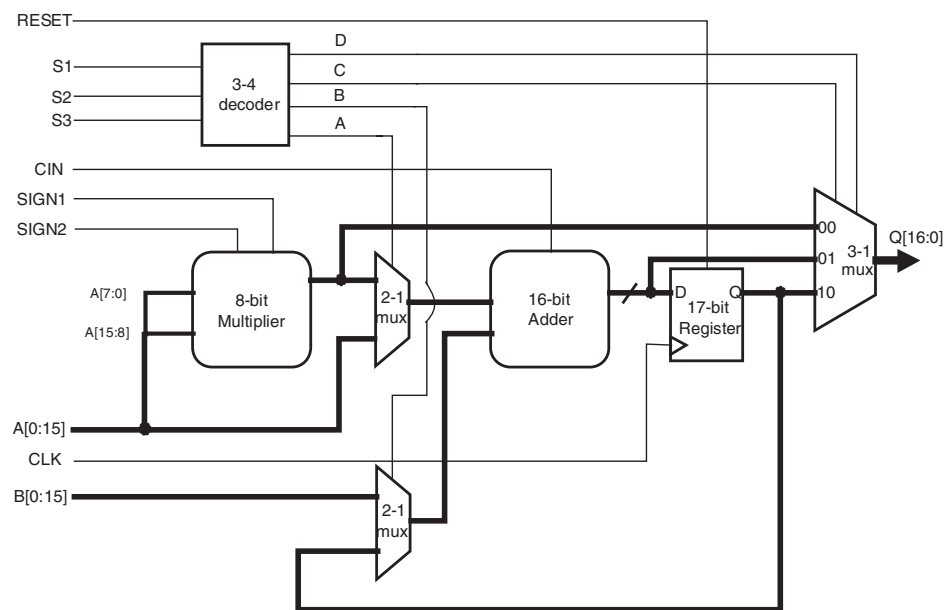 RESET
D
S1
C
3-4
decoder
S2
B
S3
A
CIN
SIGN1
SIGN2
00
Q[16:0]
3-1
mux
01
A[7:0]
8-bit
Multiplier
2-1
mux
16-bit
Adder
D
Q
17-bit
Register
10
A[15:8]
A[0:15]
CLK
B[0:15]
2-1
mux